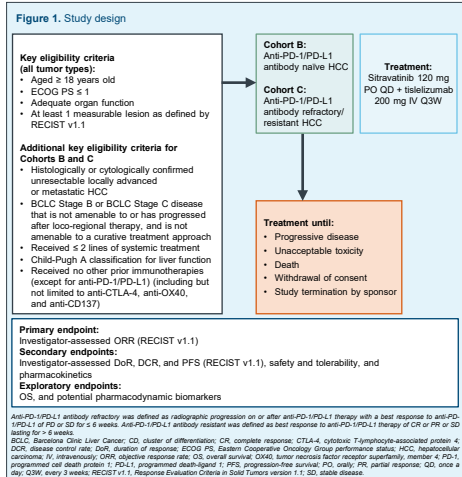 Figure 1. Study design
Key eligibility criteria
(all tumor types):
• Aged ≥ 18 years old
• ECOG PS ≤ 1
• Adequate organ function
• At least 1 measurable lesion as defined by
RECIST v1.1
Additional key eligibility criteria for
Cohorts B and C
• Histologically or cytologically confirmed
unresectable locally advanced
or metastatic HCC
• BCLC Stage B or BCLC Stage C disease
that is not amenable to or has progressed
after loco-regional therapy, and is not
amenable to a curative treatment approach
• Received ≤ 2 lines of systemic treatment
• Child-Pugh A classification for liver function
• Received no other prior immunotherapies
(except for anti-PD-1/PD-L1) (including but
not limited to anti-CTLA-4, anti-OX40,
and anti-CD137)
Cohort B:
Anti-PD-1/PD-L1
antibody naïve HCC
Cohort C:
Anti-PD-1/PD-L1
antibody refractory/
resistant HCC
Treatment:
Sitravatinib 120 mg
PO QD + tislelizumab
200 mg IV Q3W
Treatment until:
• Progressive disease
• Unacceptable toxicity
• Death
• Withdrawal of consent
• Study termination by sponsor
Primary endpoint:
Investigator-assessed ORR (RECIST v1.1)
Secondary endpoints:
Investigator-assessed DoR, DCR, and PFS (RECIST v1.1), safety and tolerability, and
pharmacokinetics
Exploratory endpoints:
OS, and potential pharmacodynamic biomarkers
Anti-PD-1/PD-L1 antibody refractory was defined as radiographic progression on or after anti-PD-1/PD-L1 therapy with a best response to anti-PD-
1/PD-L1 of PD or SD for ≤ 6 weeks. Anti-PD-1/PD-L1 antibody resistant was defined as best response to anti-PD-1/PD-L1 therapy of CR or PR or SD
lasting for > 6 weeks.
BCLC, Barcelona Clinic Liver Cancer; CD, cluster of differentiation; CR, complete response; CTLA-4, cytotoxic T-lymphocyte-associated protein 4;
DCR, disease control rate; DoR, duration of response; ECOG PS, Eastern Cooperative Oncology Group performance status; HCC, hepatocellular
carcinoma; IV, intravenously; ORR, objective response rate; OS, overall survival; OX40, tumor necrosis factor receptor superfamily, member 4; PD-1,
programmed cell death protein 1; PD-L1, programmed death-ligand 1; PFS, progression-free survival; PO, orally; PR, partial response; QD, once a
day; Q3W, every 3 weeks; RECIST v1.1, Response Evaluation Criteria in Solid Tumors version 1.1; SD, stable disease.